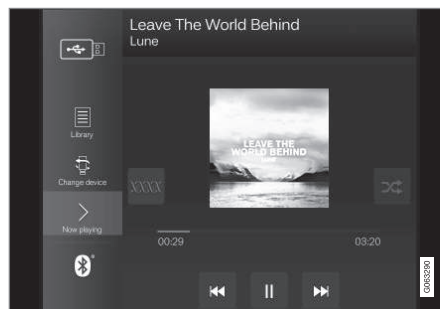 Leave The World Behind
Lune
Library
Change device
Now playing
LEAVE THE
WORLD BEHIND
XXXX
00:29
03:20
G063290